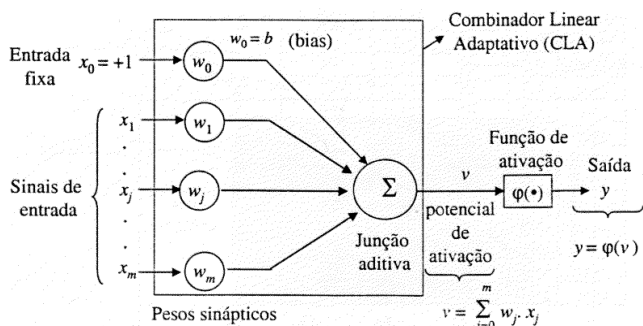 w₀ = b (bias)
Combinador Linear
Adaptativo (CLA)
Entrada
fixa
x₀ = +1
w₀
x₁
w₁
.
.
Sinais de
entrada
xⱼ
wⱼ
.
.
xₘ
wₘ
Σ
Junção
aditiva
v
potencial
de
ativação
Função de
ativação
φ(•)
Saída
y
y = φ(v)
v = ∑ᵐⱼ₌₀ wⱼ. xⱼ
Pesos sinápticos